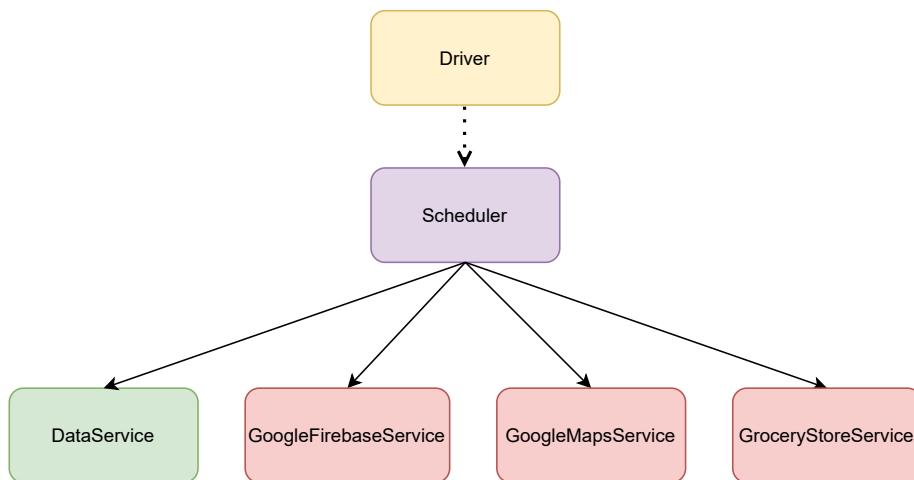 Driver
Scheduler
DataService
GoogleFirebaseService
GoogleMapsService
GroceryStoreService